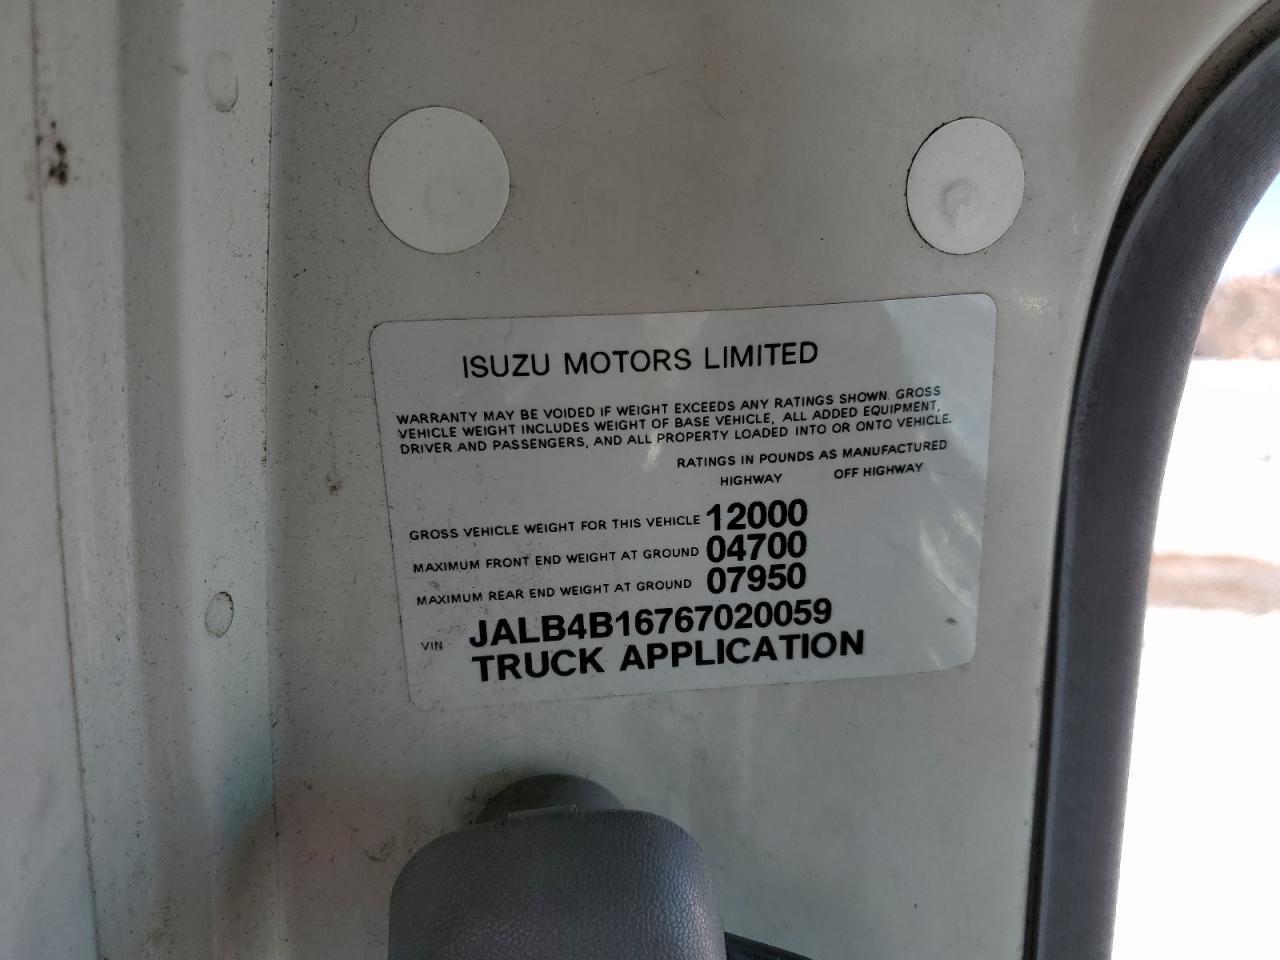 ISUZU MOTORS LIMITED
WARRANTY MAY BE VOIDED IF WEIGHT EXCEEDS ANY RATINGS SHOWN. GROSS
VEHICLE WEIGHT INCLUDES WEIGHT OF BASE VEHICLE, ALL ADDED EQUIPMENT,
DRIVER AND PASSENGERS, AND ALL PROPERTY LOADED INTO OR ONTO VEHICLE.
RATINGS IN POUNDS AS MANUFACTURED
HIGHWAY OFF HIGHWAY
GROSS VEHICLE WEIGHT FOR THIS VEHICLE 12000
MAXIMUM FRONT END WEIGHT AT GROUND 04700
MAXIMUM REAR END WEIGHT AT GROUND 07950
VIN JALB4B16767020059
TRUCK APPLICATION